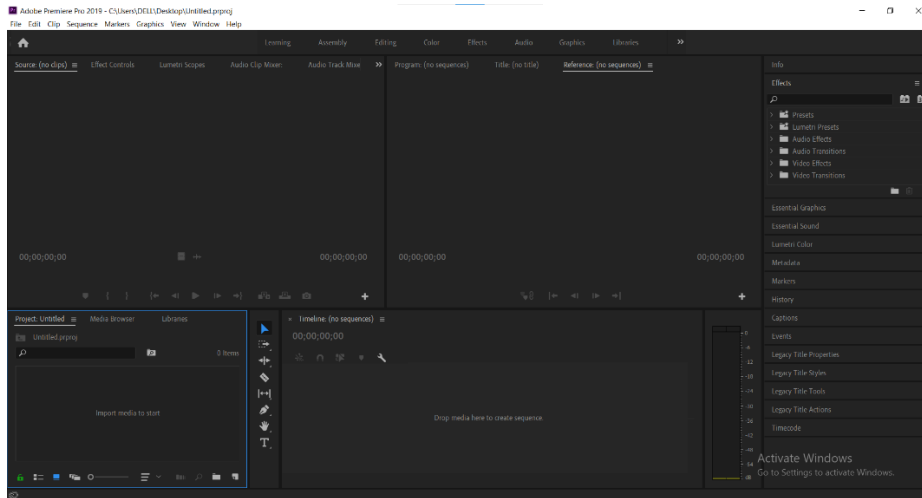 Adobe Premiere Pro 2019 - C:\Users\DELL\Desktop\Untitled.prproj
File Edit Clip Sequence Markers Graphics View Window Help
Learning Assembly Editing Color Effects Audio Graphics Libraries
Source: (no clips) Effect Controls Lumetri Scopes Audio Clip Mixer: Audio Track Mixe
Program: (no sequences) Title: (no title) Reference: (no sequences)
Info
Effects
Presets
Lumetri Presets
Audio Effects
Audio Transitions
Video Effects
Video Transitions
Essential Graphics
Essential Sound
Lumetri Color
Metadata
Markers
History
Captions
Events
Legacy Title Properties
Legacy Title Styles
Legacy Title Tools
Legacy Title Actions
Timecode
00;00;00;00 00;00;00;00
00;00;00;00 00;00;00;00
Project: Untitled Media Browser Libraries
Untitled.prproj
0 Items
Import media to start
Timeline: (no sequences)
00;00;00;00
Drop media here to create sequence.
Activate Windows
Go to Settings to activate Windows.